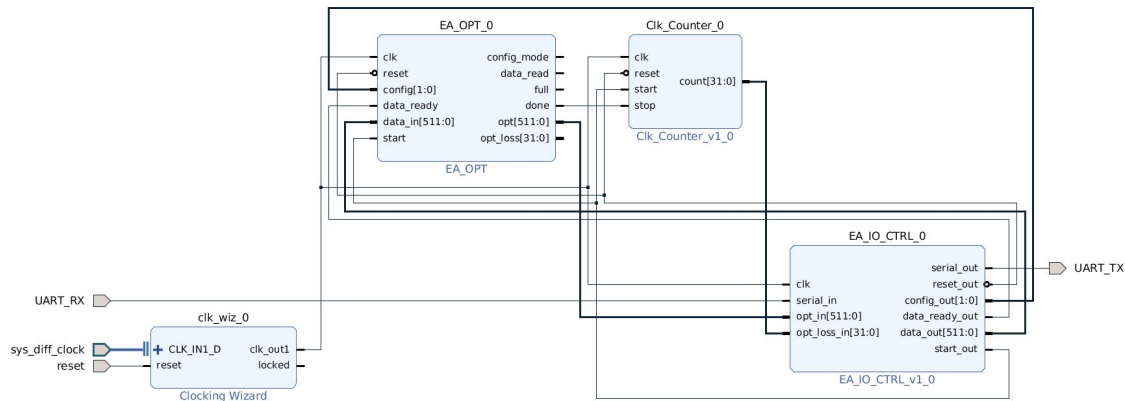 EA_OPT_0
clk
reset
config[1:0]
data_ready
data_in[511:0]
start
config_mode
data_read
full
done
opt[511:0]
opt_loss[31:0]
EA_OPT
Clk_Counter_0
clk
reset
start
stop
count[31:0]
Clk_Counter_v1_0
EA_IO_CTRL_0
clk
serial_in
opt_in[511:0]
opt_loss_in[31:0]
serial_out
reset_out
config_out[1:0]
data_ready_out
data_out[511:0]
start_out
EA_IO_CTRL_v1_0
UART_TX
UART_RX
sys_diff_clock
reset
clk_wiz_0
CLK_IN1_D
reset
clk_out1
locked
Clocking Wizard